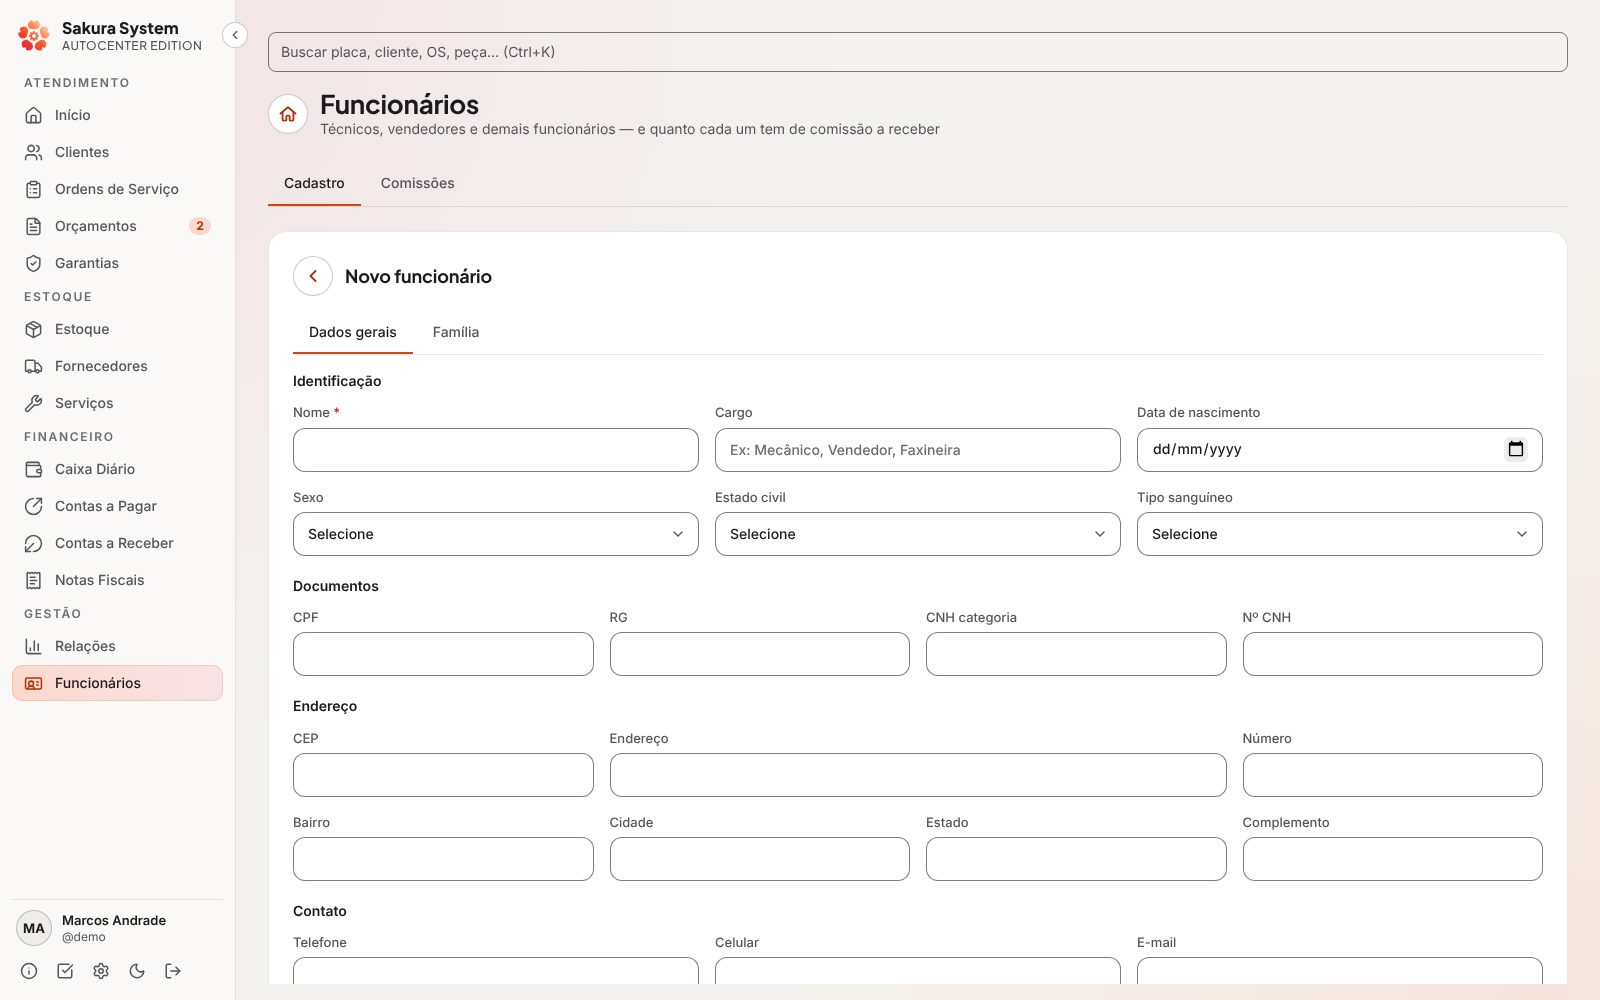 Sakura System
AUTOCENTER EDITION
ATENDIMENTO
Início
Clientes
Ordens de Serviço
Orçamentos 2
Garantias
ESTOQUE
Estoque
Fornecedores
Serviços
FINANCEIRO
Caixa Diário
Contas a Pagar
Contas a Receber
Notas Fiscais
GESTÃO
Relações
Funcionários
MA
Marcos Andrade
@demo
Buscar placa, cliente, OS, peça... (Ctrl+K)
Funcionários
Técnicos, vendedores e demais funcionários — e quanto cada um tem de comissão a receber
Cadastro Comissões
Novo funcionário
Dados gerais Família
Identificação
Nome * Cargo Data de nascimento
Ex: Mecânico, Vendedor, Faxineira dd/mm/yyyy
Sexo Estado civil Tipo sanguíneo
Selecione Selecione Selecione
Documentos
CPF RG CNH categoria Nº CNH
Endereço
CEP Endereço Número
Bairro Cidade Estado Complemento
Contato
Telefone Celular E-mail